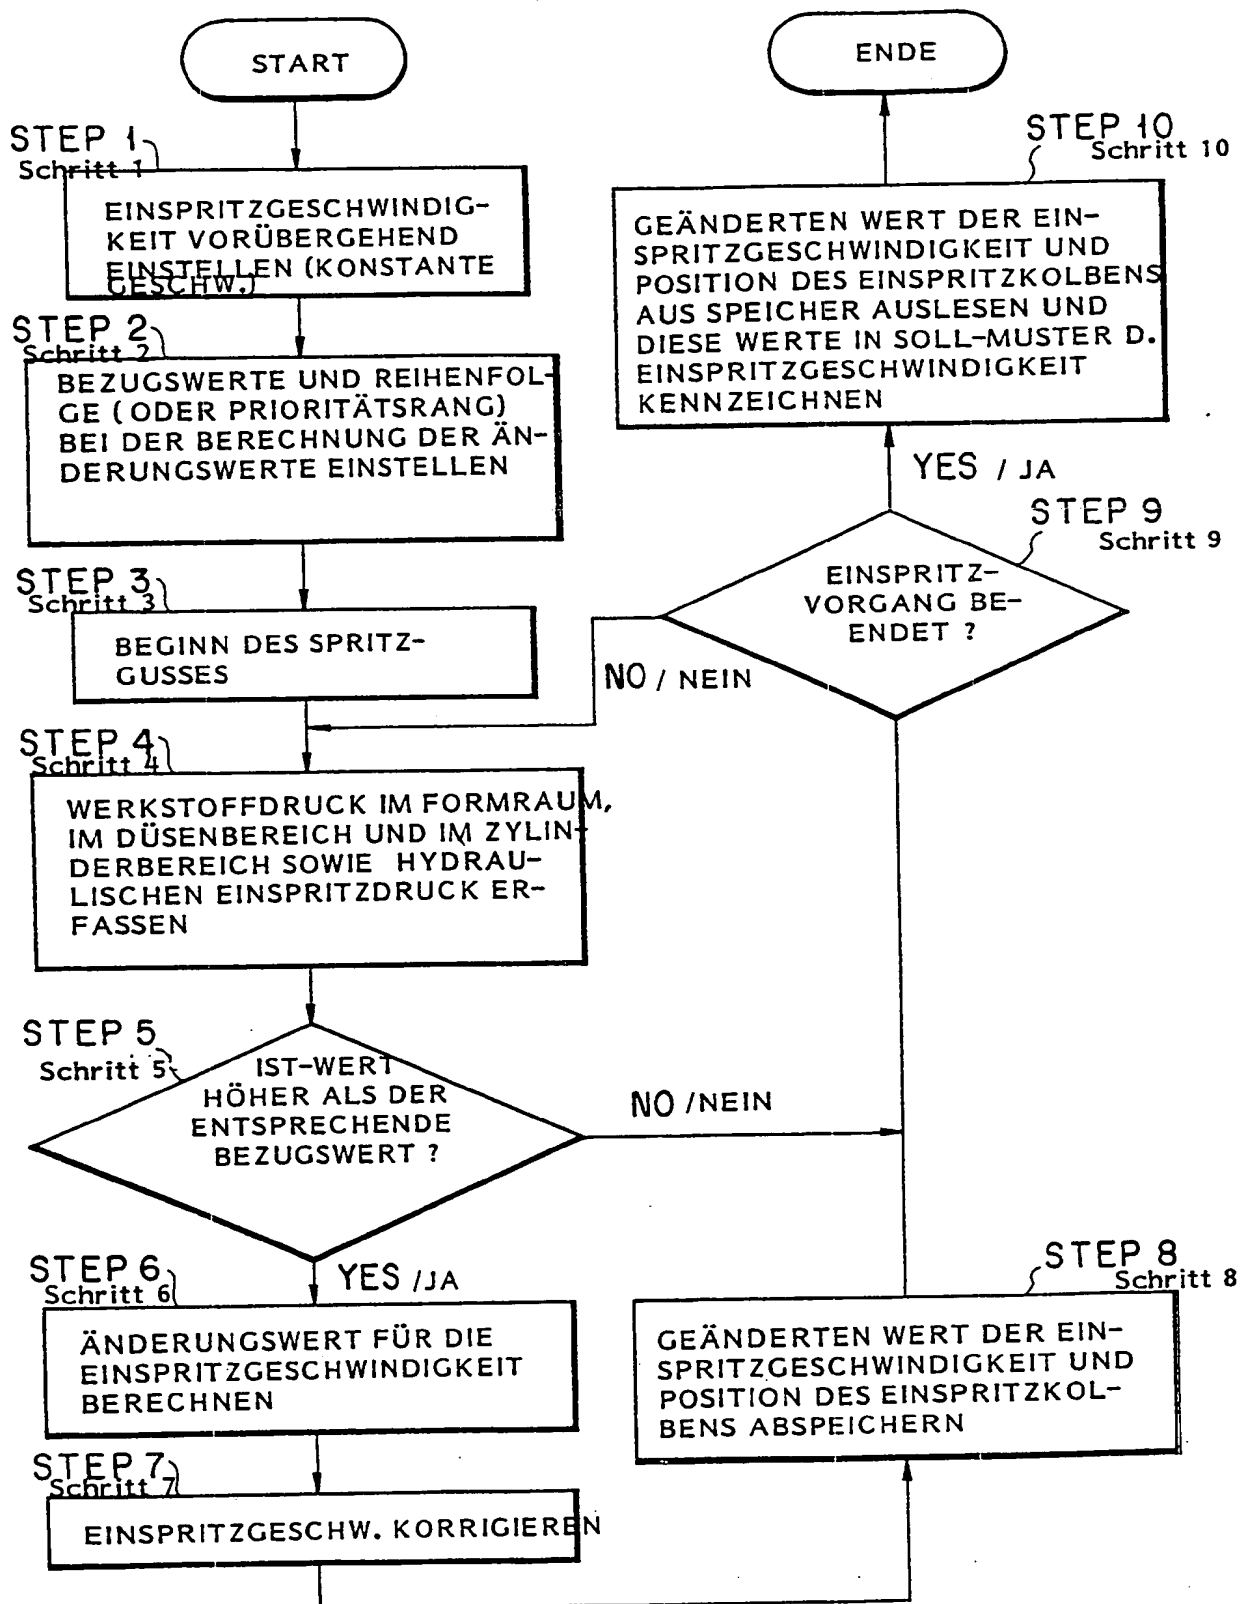 START
STEP 1
Schritt 1
EINSPRITZGESCHWINDIG-
KEIT VORÜBERGEHEND
EINSTELLEN (KONSTANTE
GESCHW.)
STEP 2
Schritt 2
BEZUGSWERTE UND REIHENFOL-
GE (ODER PRIORITÄTSRANG)
BEI DER BERECHNUNG DER ÄN-
DERUNGSWERTE EINSTELLEN
STEP 3
Schritt 3
BEGINN DES SPRITZ-
GUSSES
STEP 4
Schritt 4
WERKSTOFFDRUCK IM FORMRAUM,
IM DÜSENBEREICH UND IM ZYLIN-
DERBEREICH SOWIE HYDRAU-
LISCHEN EINSPRITZDRUCK ER-
FASSEN
STEP 5
Schritt 5
IST-WERT
HÖHER ALS DER
ENTSPRECHENDE
BEZUGSWERT ?
NO / NEIN
YES / JA
STEP 6
Schritt 6
ÄNDERUNGSWERT FÜR DIE
EINSPRITZGESCHWINDIGKEIT
BERECHNEN
STEP 7
Schritt 7
EINSPRITZGESCHW. KORRIGIEREN
STEP 8
Schritt 8
GEÄNDERTEN WERT DER EIN-
SPRITZGESCHWINDIGKEIT UND
POSITION DES EINSPRITZKOL-
BENS ABSPEICHERN
STEP 9
Schritt 9
EINSPRITZ-
VORGANG BE-
ENDET ?
NO / NEIN
YES / JA
STEP 10
Schritt 10
GEÄNDERTEN WERT DER EIN-
SPRITZGESCHWINDIGKEIT UND
POSITION DES EINSPRITZKOLBENS
AUS SPEICHER AUSLESEN UND
DIESE WERTE IN SOLL-MUSTER D.
EINSPRITZGESCHWINDIGKEIT
KENNZEICHNEN
ENDE